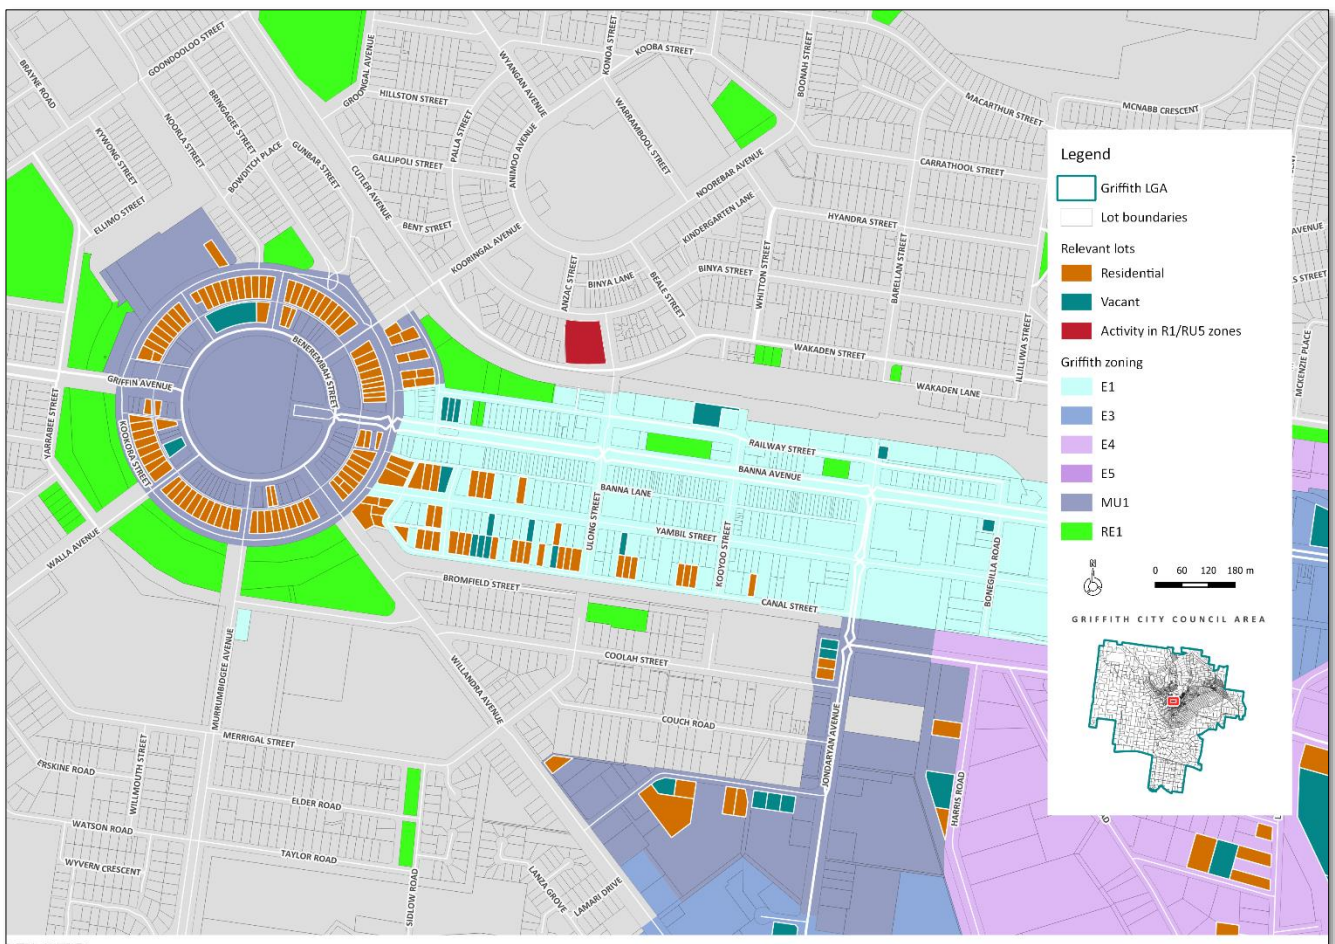 GOONDOOLOO STREET
BRAYNE ROAD
KYWONG STREET
NOORLA STREET
BRINGAGEE STREET
BOWDITCH PLACE
GUNBAR STREET
ELLIMO STREET
GROONGAL AVENUE
HILLSTON STREET
GALLIPOLI STREET
CUTLER AVENUE
BENT STREET
PALLA STREET
WYANGAN AVENUE
ANIMOO AVENUE
KOORINGAL AVENUE
KONOA STREET
KOOBA STREET
WARRAMBOOL STREET
NOOREBAR AVENUE
BOONAH STREET
MACARTHUR STREET
MCNABB CRESCENT
CARRATHOOL STREET
HYANDRA STREET
KINDERGARTEN LANE
BINYA STREET
BINYA LANE
BEALE STREET
ANZAC STREET
WHITTON STREET
BARELLAN STREET
ILLILLIWA STREET
WAKADEN STREET
WAKADEN LANE
MCKENZIE PLACE
AVENUE
Legend
Griffith LGA
Lot boundaries
Relevant lots
Residential
Vacant
Activity in R1/RU5 zones
Griffith zoning
E1
E3
E4
E5
MU1
RE1
N
0 60 120 180 m
GRIFFITH CITY COUNCIL AREA
GRIFFIN AVENUE
YARRABEE STREET
KOOKORA STREET
BENEREMBAH STREET
WALLA AVENUE
RAILWAY STREET
BANNA AVENUE
BANNA LANE
YAMBIL STREET
ULONG STREET
KOOYOO STREET
BONEGILLA ROAD
CANAL STREET
BROMFIELD STREET
COOLAH STREET
COUCH ROAD
WILLANDRA AVENUE
MURRUMBIDGEE AVENUE
JONDARYAN AVENUE
HARRIS ROAD
MERRIGAL STREET
ERSKINE ROAD
WILLMOUTH STREET
ELDER ROAD
WATSON ROAD
TAYLOR ROAD
WYVERN CRESCENT
SIDLOW ROAD
LANZA GROVE
LAMARI DRIVE